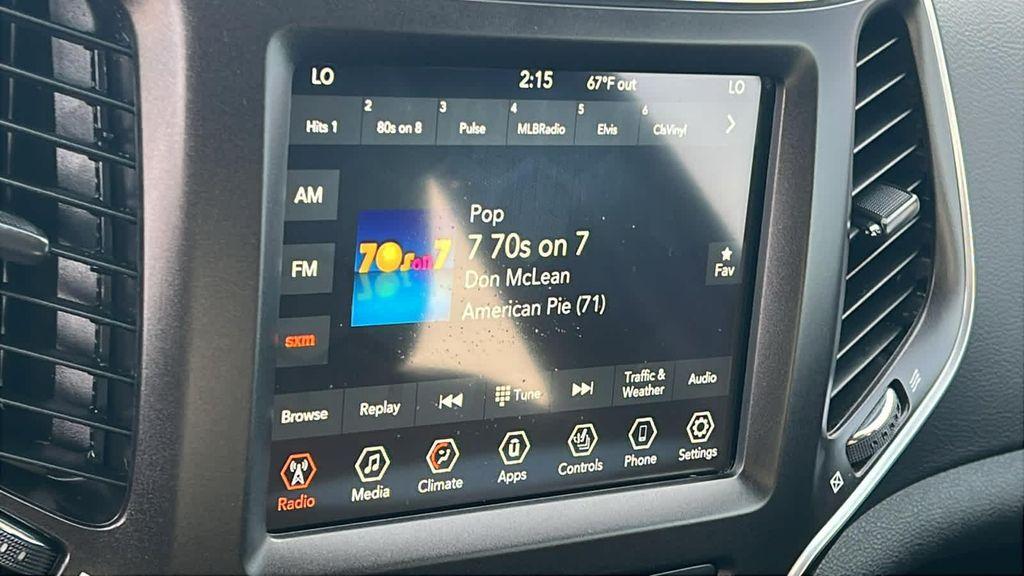 LO 2:15 67°F out LO
Hits 1 2 80s on 8 3 Pulse 4 MLBRadio 5 Elvis 6 ClsVinyl
AM
FM
sxm
70s on 7
Pop
7 70s on 7
Don McLean
American Pie (71)
Fav
Browse Replay Tune Traffic & Weather Audio
Radio Media Climate Apps Controls Phone Settings